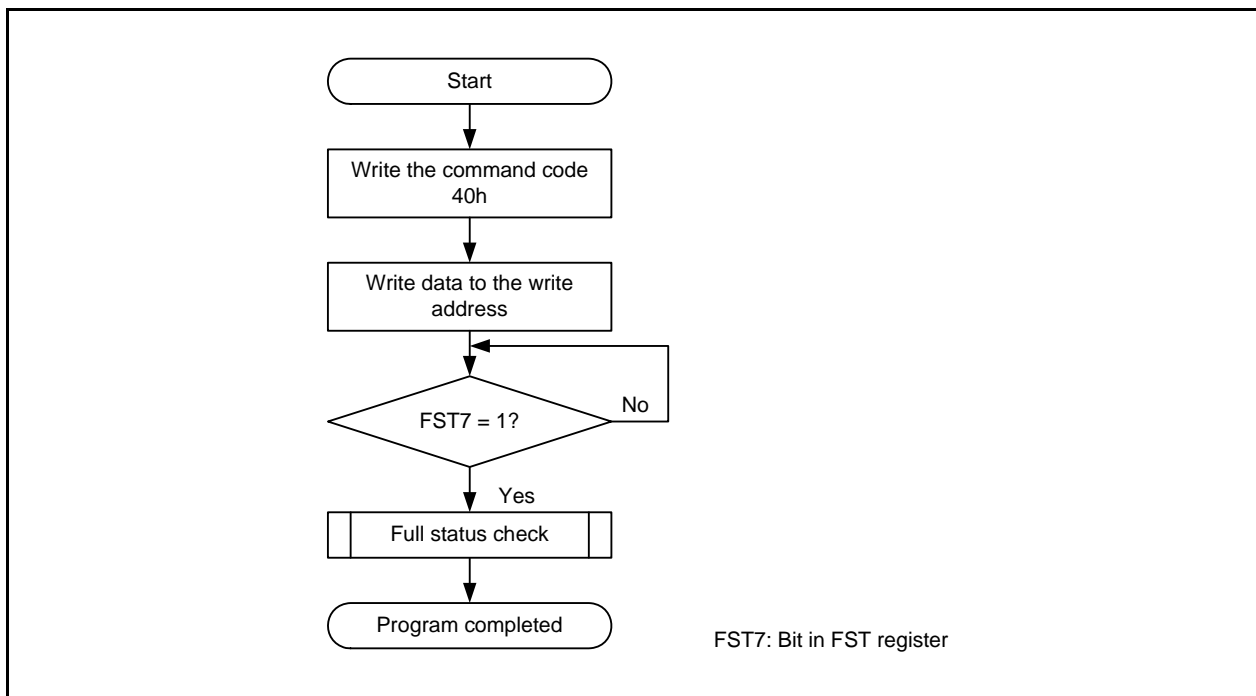 Start
Write the command code
40h
Write data to the write
address
FST7 = 1?
No
Yes
Full status check
Program completed
FST7: Bit in FST register